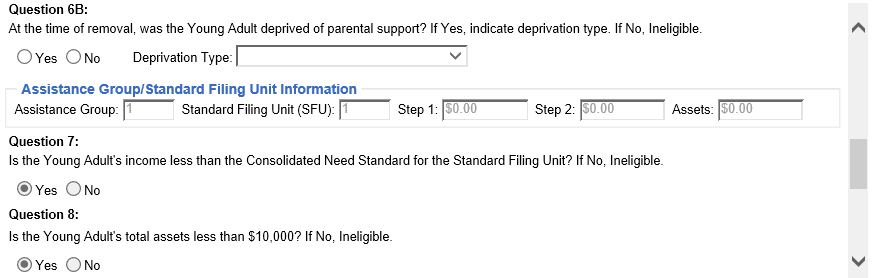 Question 6B:
At the time of removal, was the Young Adult deprived of parental support? If Yes, indicate deprivation type. If No, Ineligible.
Yes No Deprivation Type:
Assistance Group/Standard Filing Unit Information
Assistance Group: 1 Standard Filing Unit (SFU): 1 Step 1: $0.00 Step 2: $0.00 Assets: $0.00
Question 7:
Is the Young Adult's income less than the Consolidated Need Standard for the Standard Filing Unit? If No, Ineligible.
Yes No
Question 8:
Is the Young Adult's total assets less than $10,000? If No, Ineligible.
Yes No